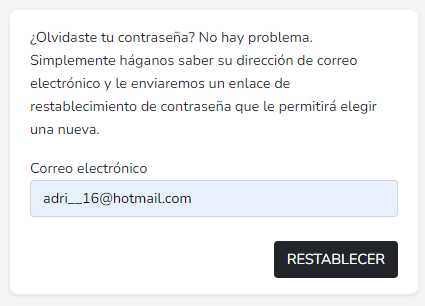 ¿Olvidaste tu contraseña? No hay problema.
Simplemente háganos saber su dirección de correo
electrónico y le enviaremos un enlace de
restablecimiento de contraseña que le permitirá elegir
una nueva.
Correo electrónico
adri__16@hotmail.com
RESTABLECER